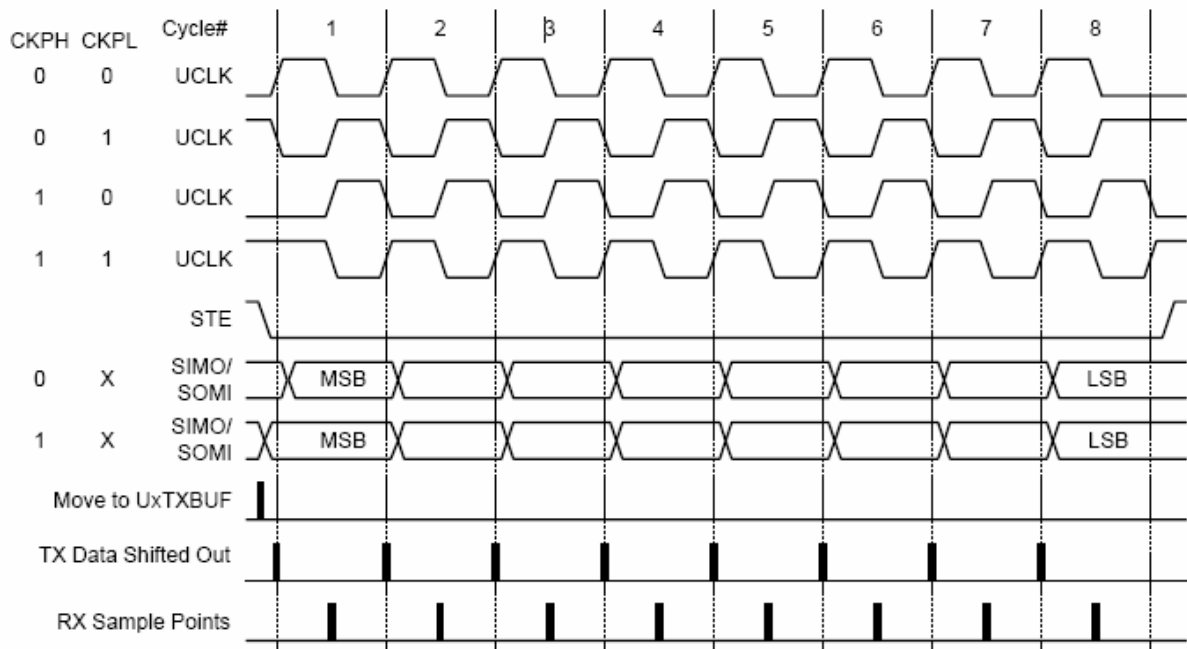 CKPH CKPL Cycle# 1 2 3 4 5 6 7 8
0 0 UCLK
0 1 UCLK
1 0 UCLK
1 1 UCLK
STE
0 X SIMO/
SOMI MSB LSB
1 X SIMO/
SOMI MSB LSB
Move to UxTXBUF
TX Data Shifted Out
RX Sample Points